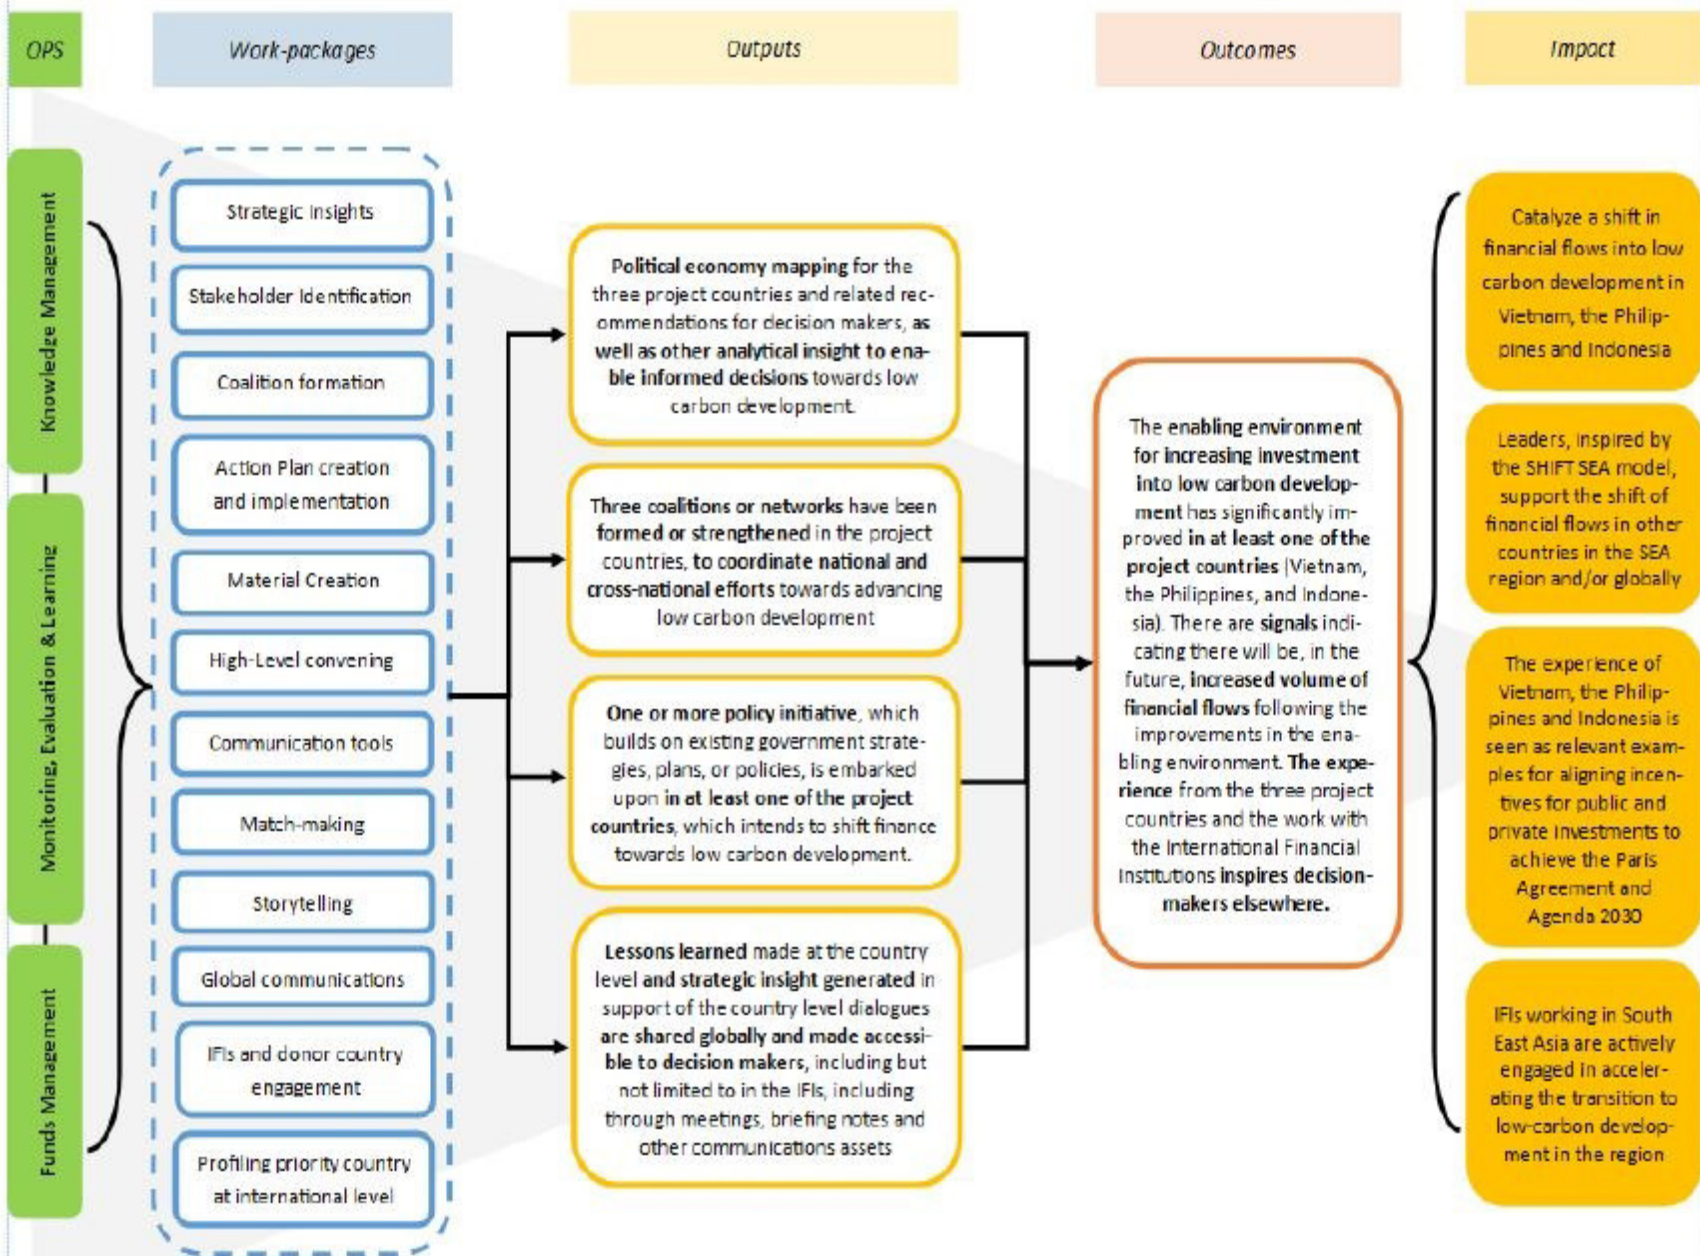 OPS
Work-packages
Outputs
Outcomes
Impact
Knowledge Management
Monitoring, Evaluation & Learning
Funds Management
Strategic Insights
Stakeholder Identification
Coalition formation
Action Plan creation
and implementation
Material Creation
High-Level convening
Communication tools
Match-making
Storytelling
Global communications
IFIs and donor country
engagement
Profiling priority country
at international level
Political economy mapping for the
three project countries and related rec-
ommendations for decision makers, as
well as other analytical insight to ena-
ble informed decisions towards low
carbon development.
Three coalitions or networks have been
formed or strengthened in the project
countries, to coordinate national and
cross-national efforts towards advancing
low carbon development
One or more policy initiative, which
builds on existing government strate-
gies, plans, or policies, is embarked
upon in at least one of the project
countries, which intends to shift finance
towards low carbon development.
Lessons learned made at the country
level and strategic insight generated in
support of the country level dialogues
are shared globally and made accessi-
ble to decision makers, including but
not limited to in the IFIs, including
through meetings, briefing notes and
other communications assets
The enabling environment
for increasing investment
into low carbon develop-
ment has significantly im-
proved in at least one of the
project countries (Vietnam,
the Philippines, and Indone-
sia). There are signals indi-
cating there will be, in the
future, increased volume of
financial flows following the
improvements in the ena-
bling environment. The expe-
rience from the three project
countries and the work with
the International Financial
Institutions inspires decision-
makers elsewhere.
Catalyze a shift in
financial flows into low
carbon development in
Vietnam, the Philip-
pines and Indonesia
Leaders, inspired by
the SHIFT SEA model,
support the shift of
financial flows in other
countries in the SEA
region and/or globally
The experience of
Vietnam, the Philip-
pines and Indonesia is
seen as relevant exam-
ples for aligning incen-
tives for public and
private investments to
achieve the Paris
Agreement and
Agenda 2030
IFIs working in South
East Asia are actively
engaged in acceler-
ating the transition to
low-carbon develop-
ment in the region